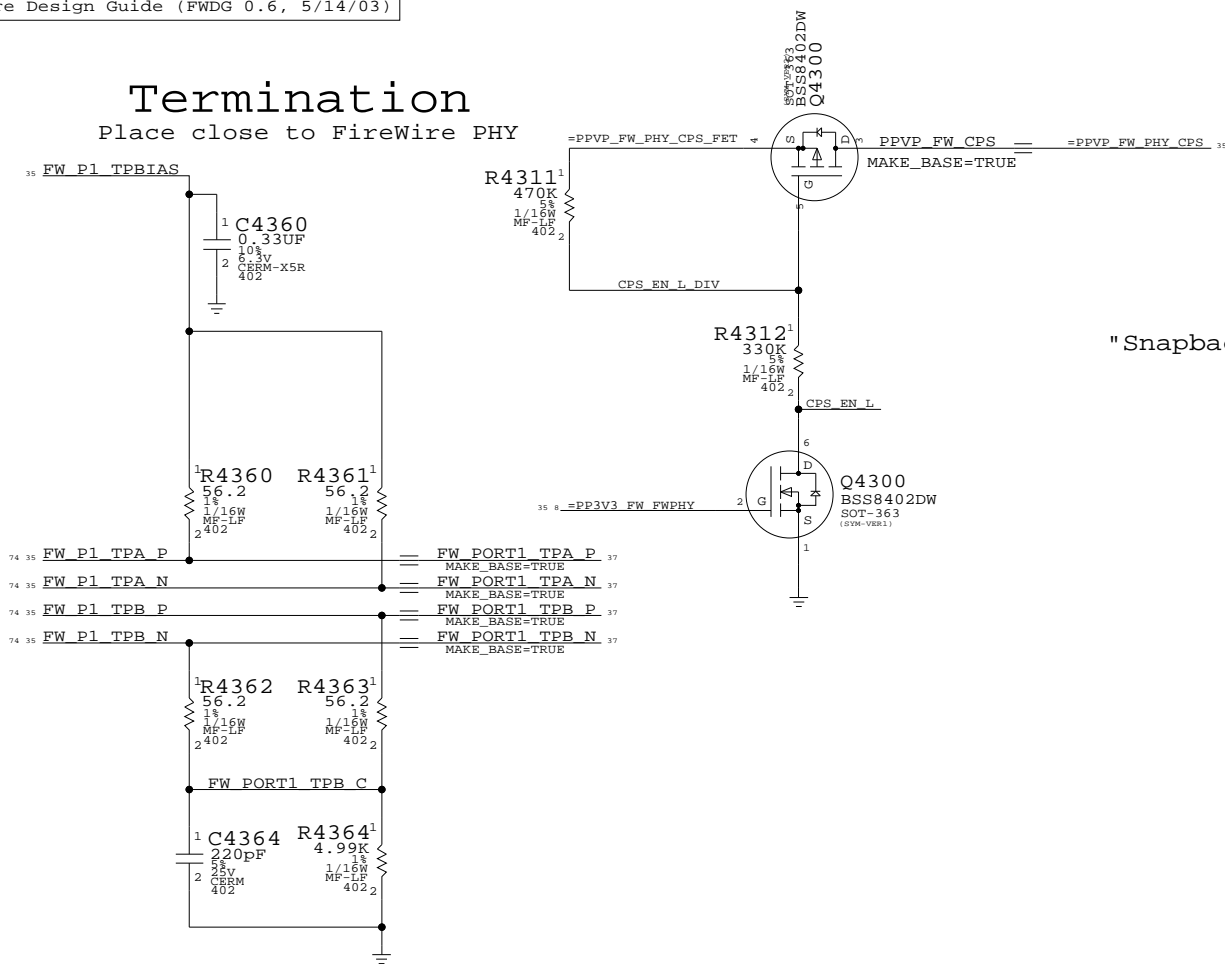 re Design Guide (FWDG 0.6, 5/14/03)
Termination
Place close to FireWire PHY
35 FW_P1_TPBIAS
1 C4360
0.33UF
10%
6.3V
2 CERM-X5R
402
1 R4360
56.2
1%
1/16W
MF-LF
2 402
R4361 1
56.2
1%
1/16W
MF-LF
402 2
74 35 FW_P1_TPA_P
FW_PORT1_TPA_P 37
MAKE_BASE=TRUE
74 35 FW_P1_TPA_N
FW_PORT1_TPA_N 37
MAKE_BASE=TRUE
74 35 FW_P1_TPB_P
FW_PORT1_TPB_P 37
MAKE_BASE=TRUE
74 35 FW_P1_TPB_N
FW_PORT1_TPB_N 37
MAKE_BASE=TRUE
1 R4362
56.2
1%
1/16W
MF-LF
2 402
R4363 1
56.2
1%
1/16W
MF-LF
402 2
FW_PORT1_TPB_C
1 C4364
220pF
5%
25V
2 CERM
402
R4364 1
4.99K
1%
1/16W
MF-LF
402 2
SOT-363
BSS8402DW
Q4300
=PPVP_FW_PHY_CPS_FET 4
S
D
G
3
5
PPVP_FW_CPS
MAKE_BASE=TRUE
=PPVP_FW_PHY_CPS 35
R4311 1
470K
5%
1/16W
MF-LF
402 2
CPS_EN_L_DIV
R4312 1
330K
5%
1/16W
MF-LF
402 2
CPS_EN_L
6
D
35 8 =PP3V3_FW_FWPHY
2 G
S
1
Q4300
BSS8402DW
SOT-363
(SYM-VER1)
"Snapba